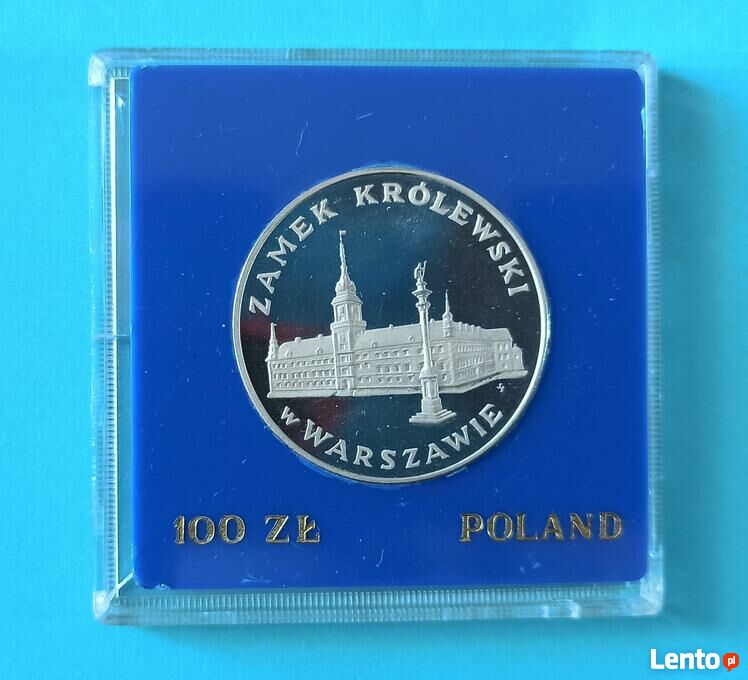 ZAMEK KRÓLEWSKI
w WARSZAWIE
100 ZŁ POLAND
Lento.pl